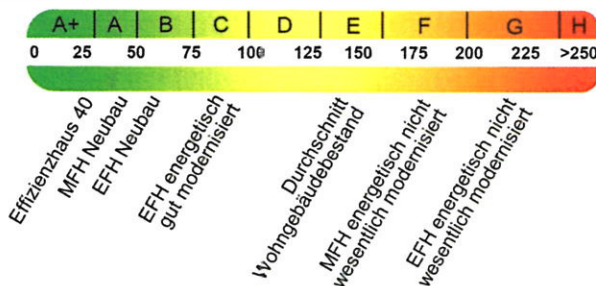 A+ A B C D E F G H
0 25 50 75 100 125 150 175 200 225 >250
Effizienzhaus 40
MFH Neubau
EFH Neubau
EFH energetisch
gut modernisiert
Durchschnitt
Wohngebäudebestand
MFH energetisch nicht
wesentlich modernisiert
EFH energetisch nicht
wesentlich modernisiert